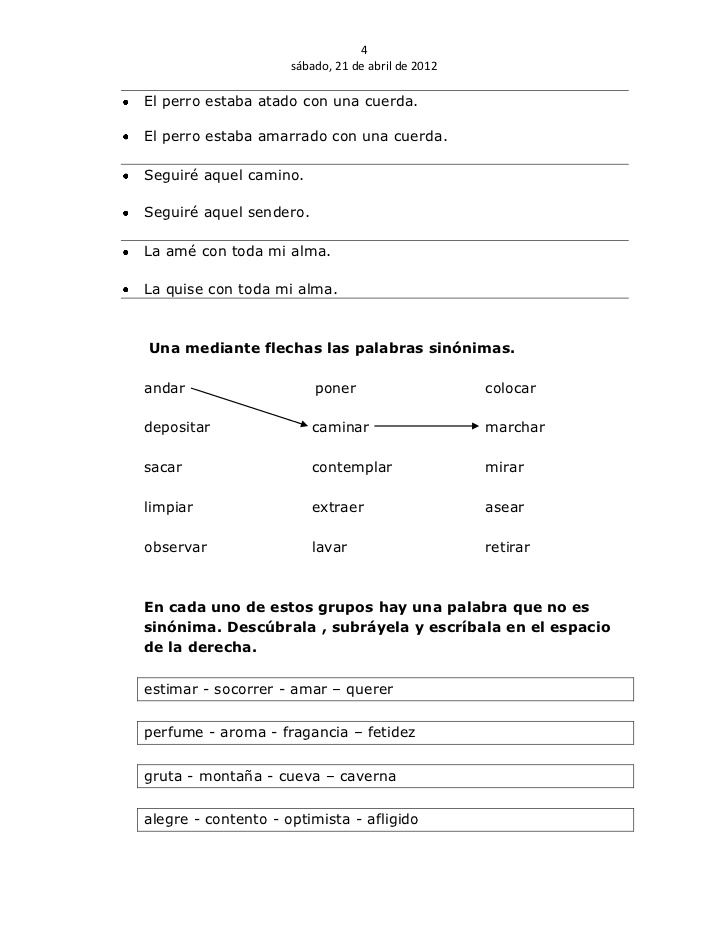 4
sábado, 21 de abril de 2012
• El perro estaba atado con una cuerda.
• El perro estaba amarrado con una cuerda.
• Seguiré aquel camino.
• Seguiré aquel sendero.
• La amé con toda mi alma.
• La quise con toda mi alma.
Una mediante flechas las palabras sinónimas.
andar poner colocar
depositar caminar marchar
sacar contemplar mirar
limpiar extraer asear
observar lavar retirar
En cada uno de estos grupos hay una palabra que no es
sinónima. Descúbrala , subráyela y escríbala en el espacio
de la derecha.
estimar - socorrer - amar – querer
perfume - aroma - fragancia – fetidez
gruta - montaña - cueva – caverna
alegre - contento - optimista - afligido